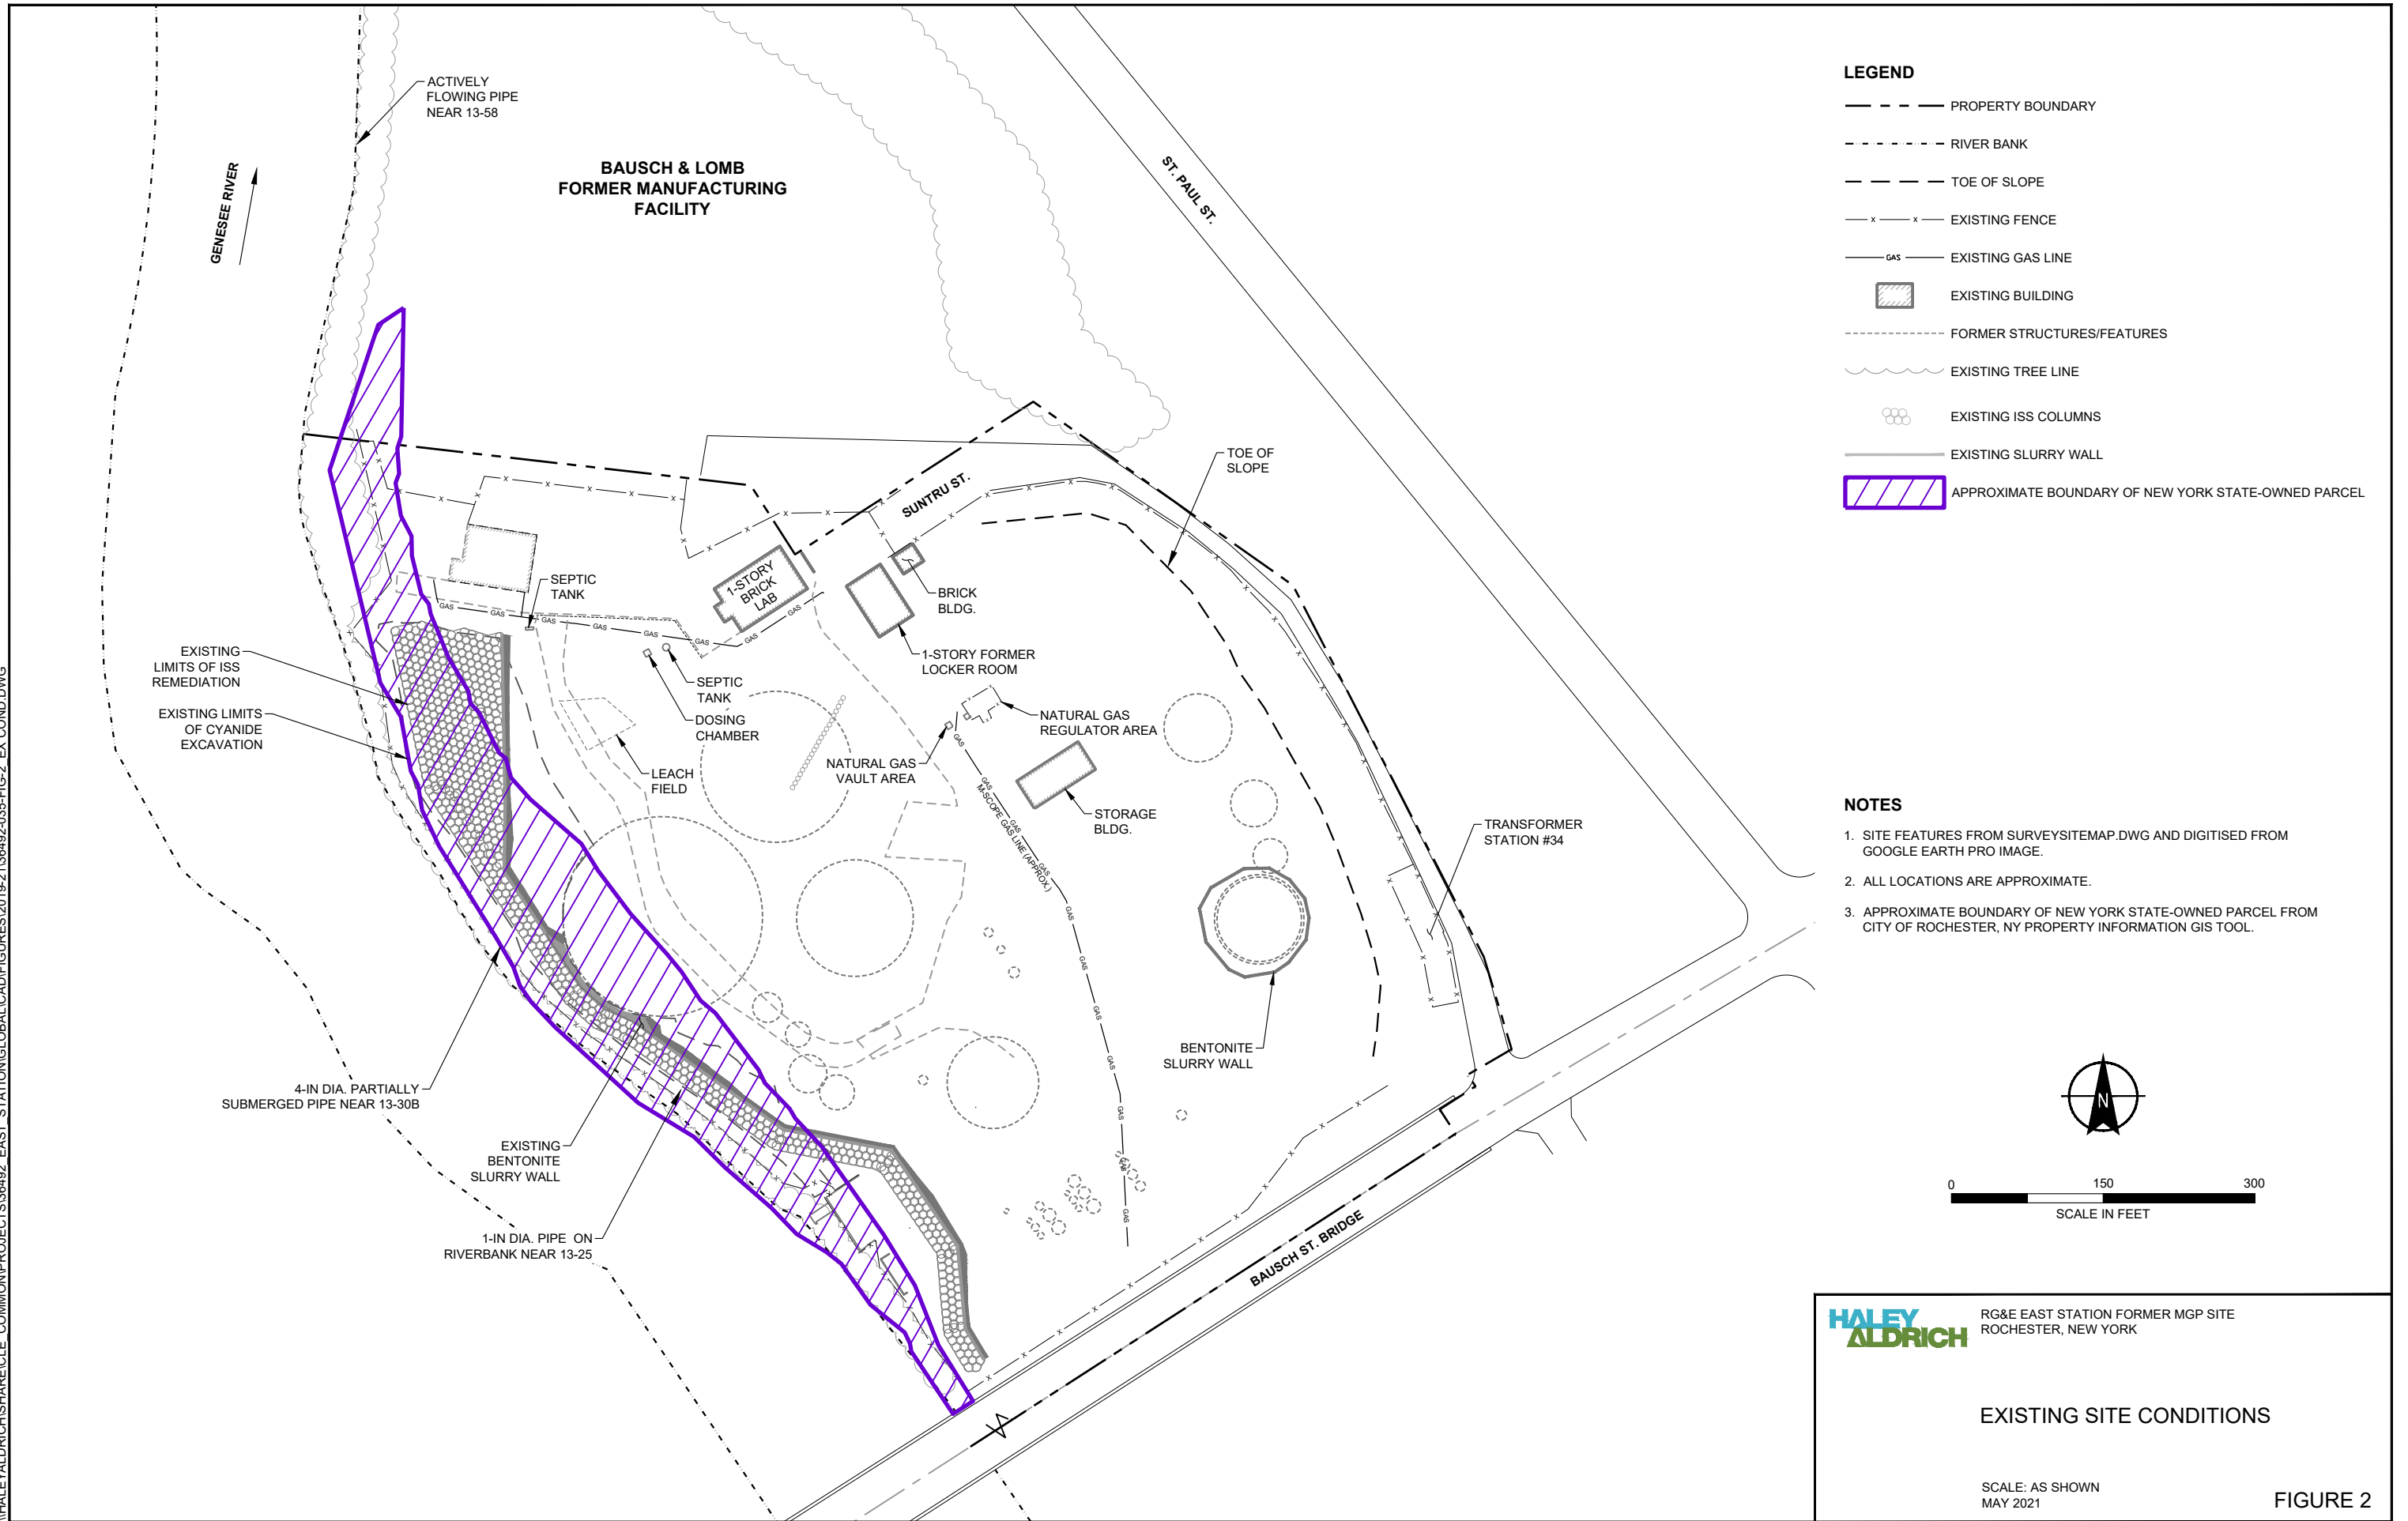 ACTIVELY
FLOWING PIPE
NEAR 13-58
GENESEE RIVER
BAUSCH & LOMB
FORMER MANUFACTURING
FACILITY
ST. PAUL ST.
SUNTRU ST.
TOE OF
SLOPE
SEPTIC
TANK
1-STORY
BRICK
LAB
BRICK
BLDG.
1-STORY FORMER
LOCKER ROOM
EXISTING
LIMITS OF ISS
REMEDIATION
EXISTING LIMITS
OF CYANIDE
EXCAVATION
SEPTIC
TANK
DOSING
CHAMBER
NATURAL GAS
REGULATOR AREA
NATURAL GAS
VAULT AREA
LEACH
FIELD
M-SCOPE GAS LINE (APPROX.)
STORAGE
BLDG.
TRANSFORMER
STATION #34
BENTONITE
SLURRY WALL
4-IN DIA. PARTIALLY
SUBMERGED PIPE NEAR 13-30B
EXISTING
BENTONITE
SLURRY WALL
1-IN DIA. PIPE ON
RIVERBANK NEAR 13-25
BAUSCH ST. BRIDGE
LEGEND
PROPERTY BOUNDARY
RIVER BANK
TOE OF SLOPE
x x EXISTING FENCE
GAS EXISTING GAS LINE
EXISTING BUILDING
FORMER STRUCTURES/FEATURES
EXISTING TREE LINE
EXISTING ISS COLUMNS
EXISTING SLURRY WALL
APPROXIMATE BOUNDARY OF NEW YORK STATE-OWNED PARCEL
NOTES
1. SITE FEATURES FROM SURVEYSITEMAP.DWG AND DIGITISED FROM
GOOGLE EARTH PRO IMAGE.
2. ALL LOCATIONS ARE APPROXIMATE.
3. APPROXIMATE BOUNDARY OF NEW YORK STATE-OWNED PARCEL FROM
CITY OF ROCHESTER, NY PROPERTY INFORMATION GIS TOOL.
N
0 150 300
SCALE IN FEET
HALEY
ALDRICH
RG&E EAST STATION FORMER MGP SITE
ROCHESTER, NEW YORK
EXISTING SITE CONDITIONS
SCALE: AS SHOWN
MAY 2021
FIGURE 2